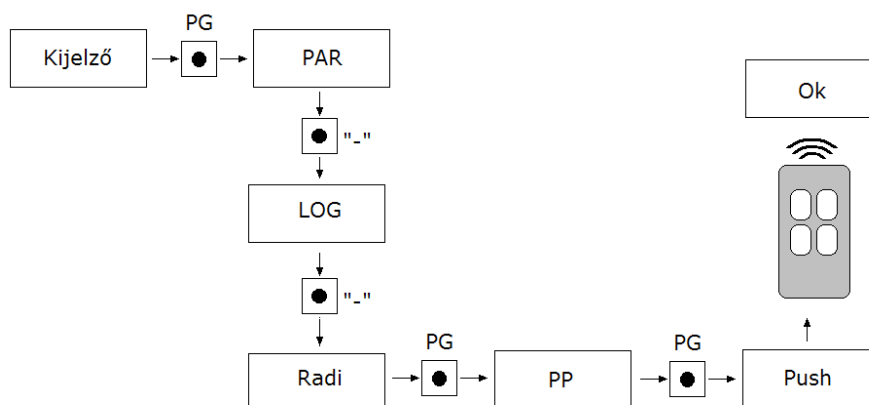 PG
Kijelző
PAR
"-"
LOG
"-"
Radi
PG
PP
PG
Push
Ok